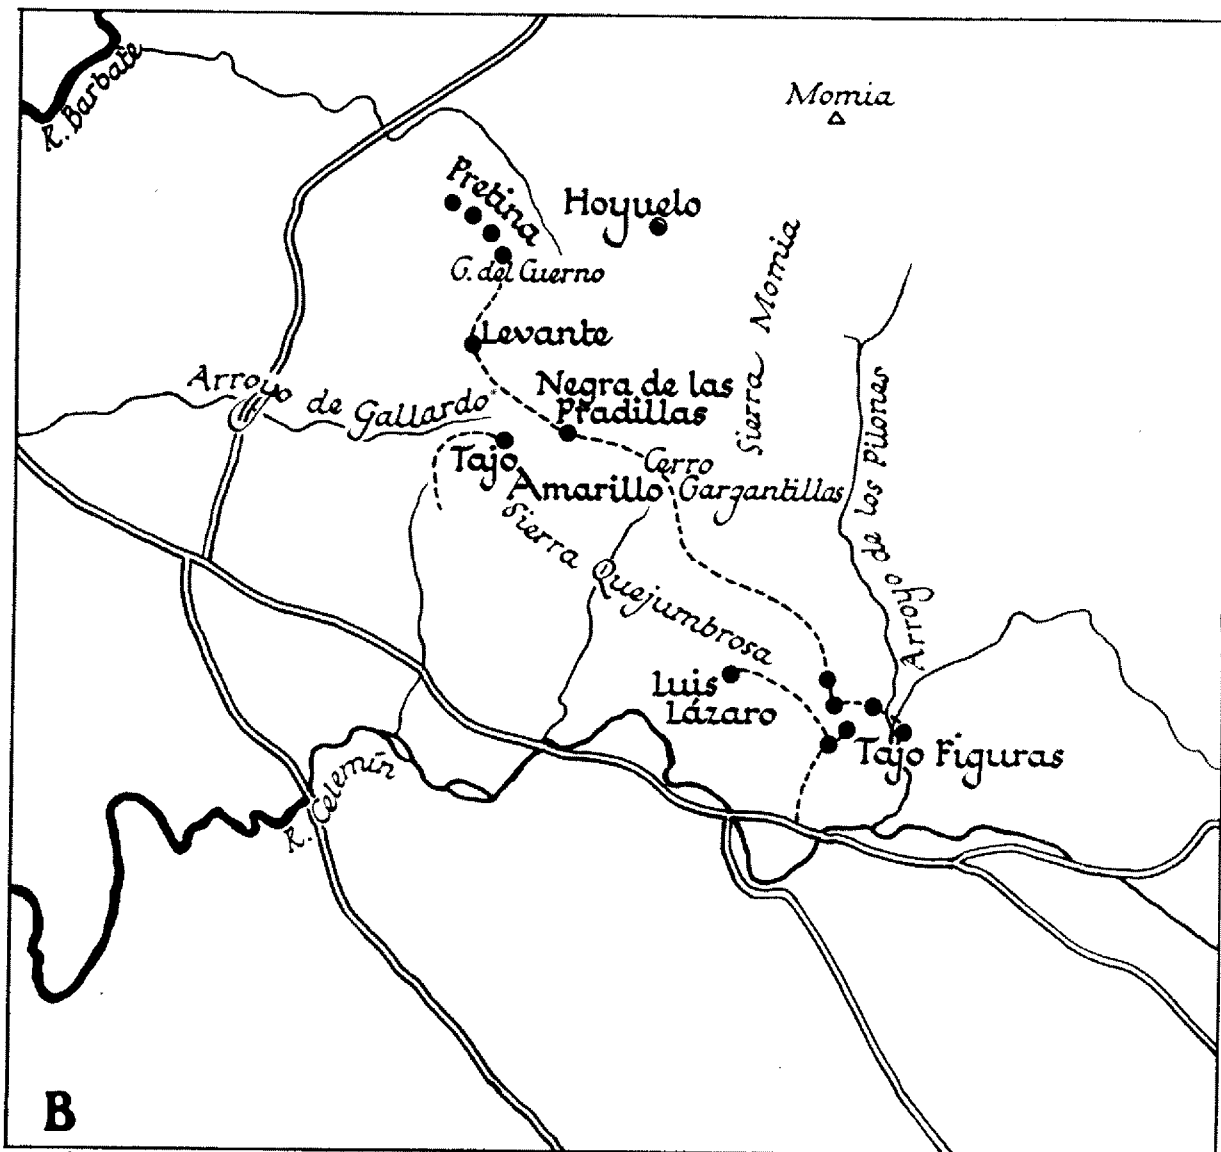 R. Barbate
Momia
Pretina
Hoyuelo
G. del Cuerno
Sierra Momia
Levante
Arroyo de Gallardo
Negra de las
Pradillas
Arroyo de los Pilones
Tajo
Amarillo
Cerro
Garzantillas
Sierra Quejumbrosa
Luis
Lázaro
Tajo Figuras
R. Celemín
B